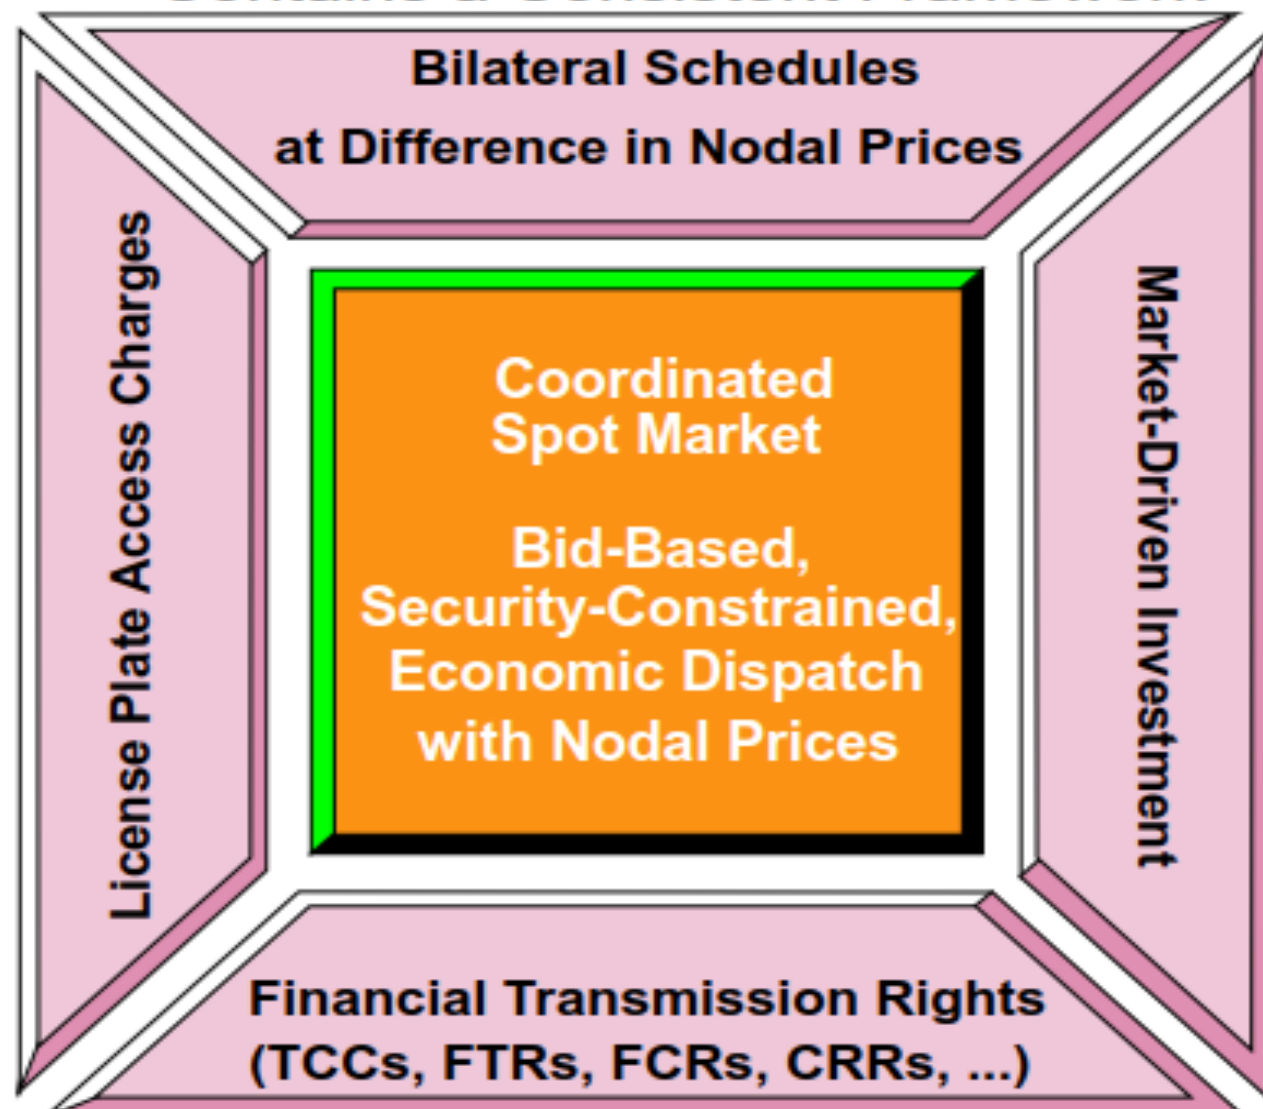 Bilateral Schedules
at Difference in Nodal Prices
License Plate Access Charges
Coordinated
Spot Market
Bid-Based,
Security-Constrained,
Economic Dispatch
with Nodal Prices
Market-Driven Investment
Financial Transmission Rights
(TCCs, FTRs, FCRs, CRRs, ...)